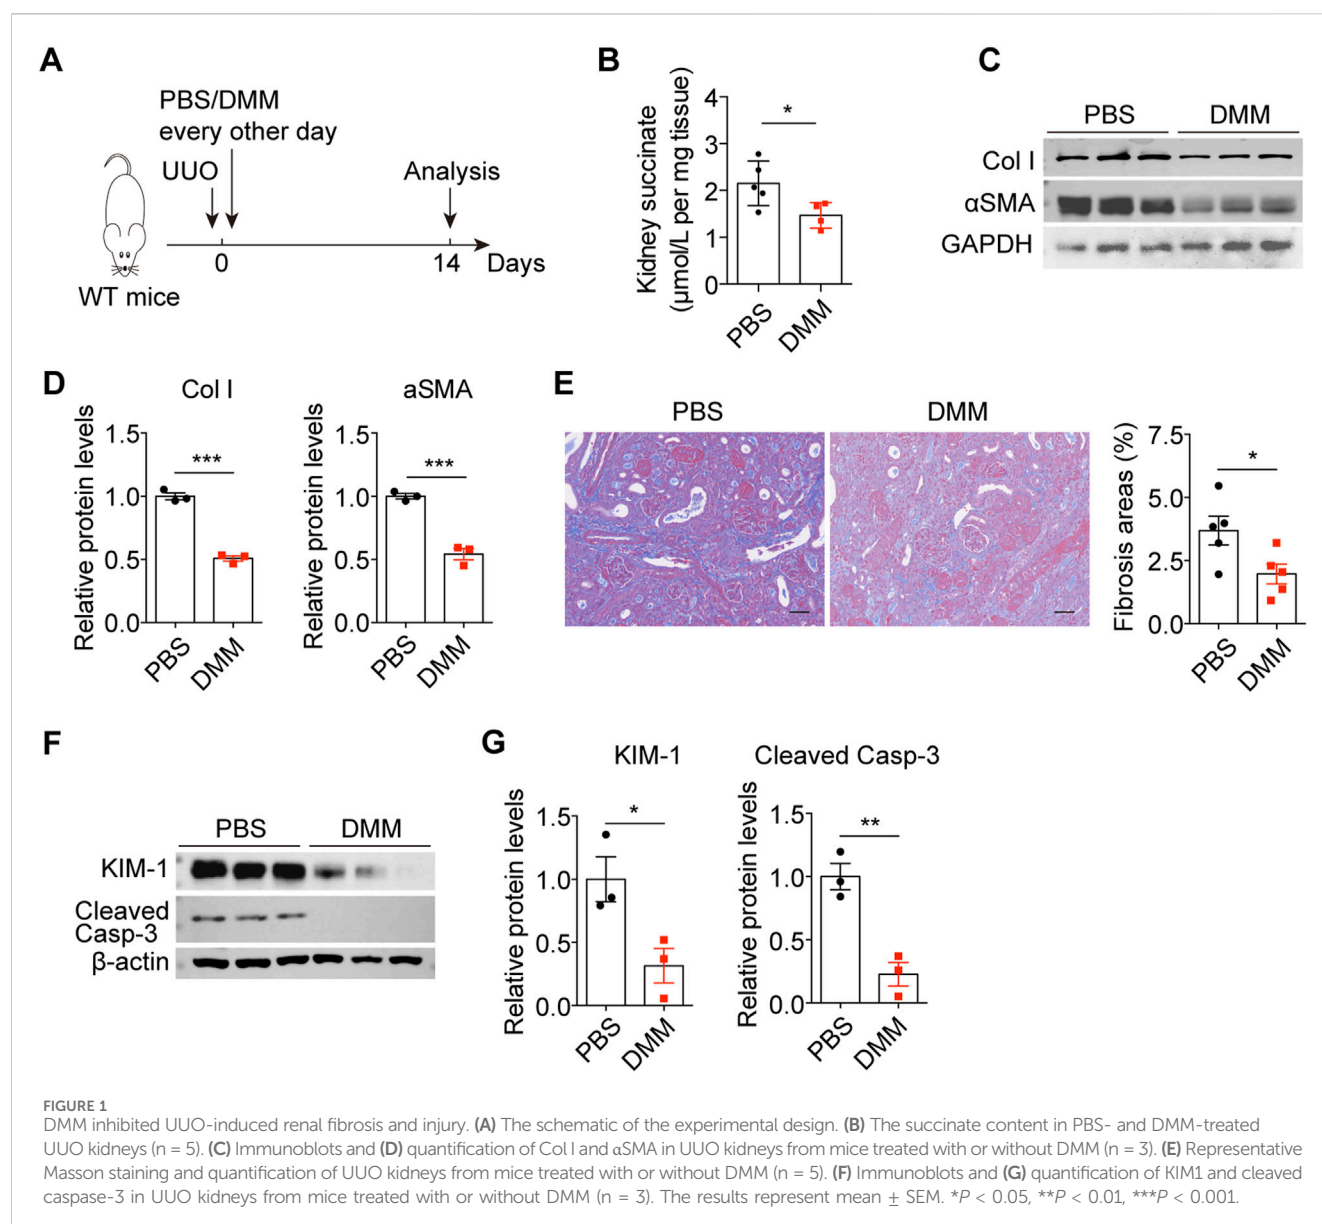 A
PBS/DMM
every other day
UUO
Analysis
0
14
Days
WT mice
B
Kidney succinate
(μmol/L per mg tissue)
4
3
2
1
0
*
PBS
DMM
C
PBS
DMM
Col I
αSMA
GAPDH
D
Col I
Relative protein levels
1.5
1.0
0.5
0.0
***
PBS
DMM
aSMA
Relative protein levels
1.5
1.0
0.5
0.0
***
PBS
DMM
E
PBS
DMM
Fibrosis areas (%)
7.5
5.0
2.5
0.0
*
PBS
DMM
F
PBS
DMM
KIM-1
Cleaved
Casp-3
β-actin
G
KIM-1
Relative protein levels
1.5
1.0
0.5
0.0
*
PBS
DMM
Cleaved Casp-3
Relative protein levels
1.5
1.0
0.5
0.0
**
PBS
DMM
FIGURE 1
DMM inhibited UUO-induced renal fibrosis and injury. (A) The schematic of the experimental design. (B) The succinate content in PBS- and DMM-treated
UUO kidneys (n = 5). (C) Immunoblots and (D) quantification of Col I and αSMA in UUO kidneys from mice treated with or without DMM (n = 3). (E) Representative
Masson staining and quantification of UUO kidneys from mice treated with or without DMM (n = 5). (F) Immunoblots and (G) quantification of KIM1 and cleaved
caspase-3 in UUO kidneys from mice treated with or without DMM (n = 3). The results represent mean ± SEM. *P < 0.05, **P < 0.01, ***P < 0.001.